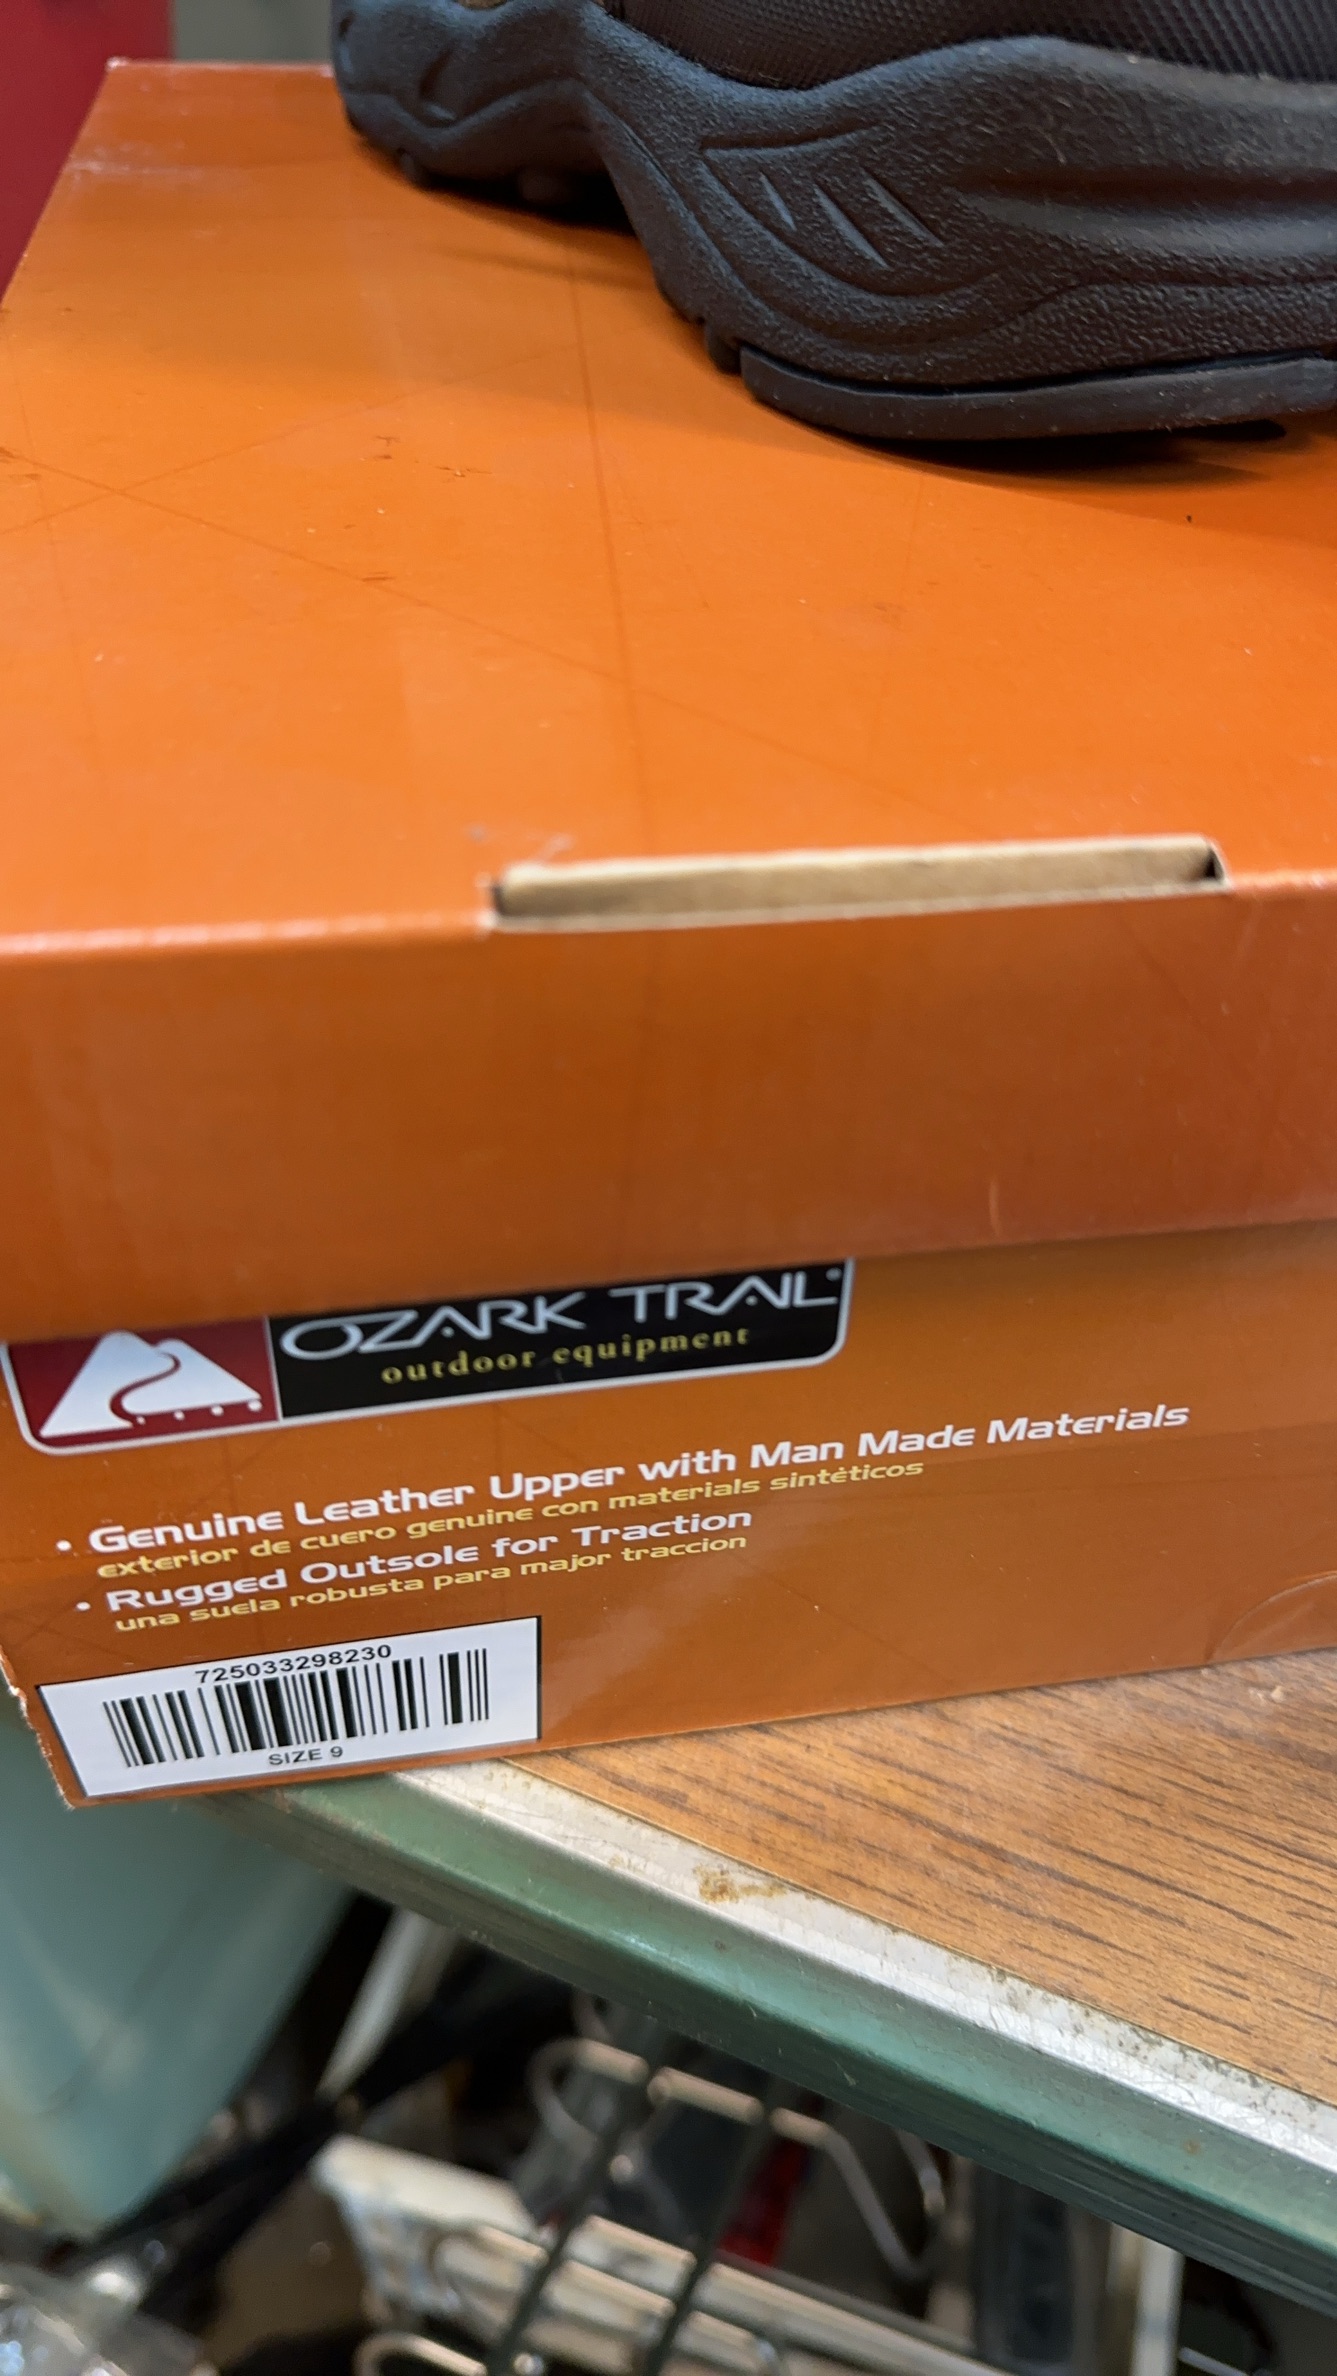 OZARK TRAIL
outdoor equipment
• Genuine Leather Upper with Man Made Materials
exterior de cuero genuine con materials sintéticos
• Rugged Outsole for Traction
una suela robusta para major traccion
725033298230
SIZE 9